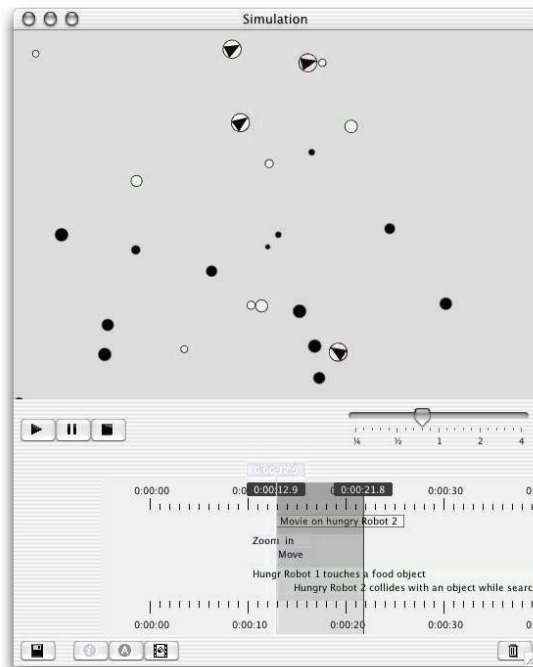 Simulation
¼ ½ 1 2 4
0:00:12.9
0:00:00 0:0 0:00:12.9 0:00:21.8 0:00:30
Movie on hungry Robot 2
Zoom in
Move
Hungr Robot 1 touches a food object
Hungry Robot 2 collides with an object while searc
0:00:00 0:00:10 0:00:20 0:00:30
i A